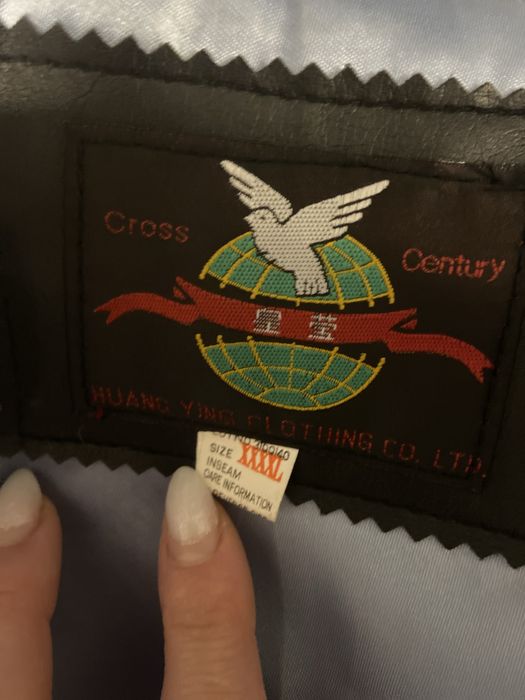 Cross
Century
皇 莹
HUANG YING CLOTHING CO. LTD.
SIZE XXXXL
INSEAM
CARE INFORMATION